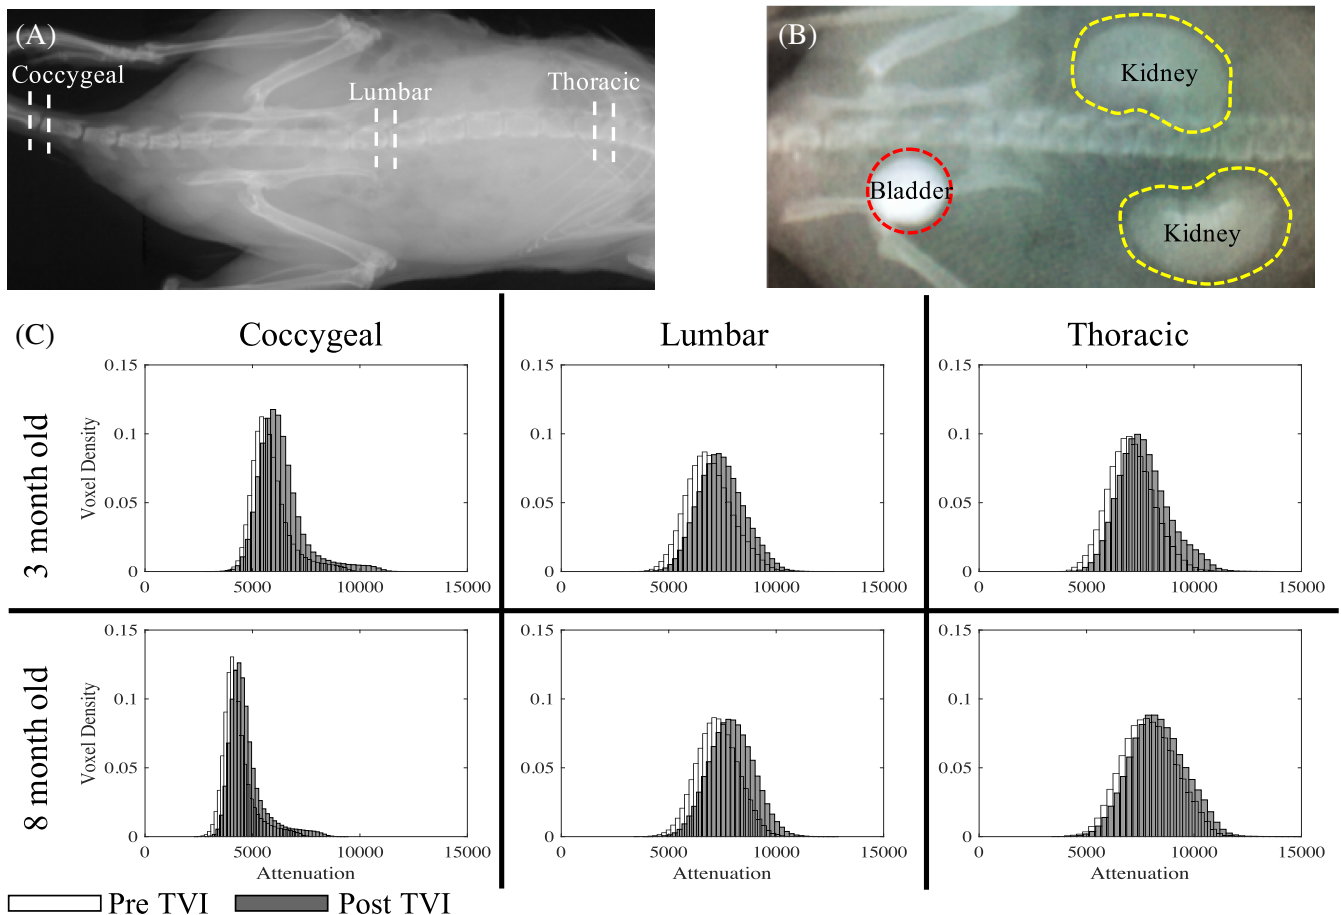 (A)
Coccygeal
Lumbar
Thoracic
(B)
Kidney
Bladder
Kidney
(C)
Coccygeal
Lumbar
Thoracic
3 month old
Voxel Density
0.15
0.1
0.05
0
0 5000 10000 15000
0.15
0.1
0.05
0
0 5000 10000 15000
0.15
0.1
0.05
0
0 5000 10000 15000
8 month old
Voxel Density
0.15
0.1
0.05
0
0 5000 10000 15000
Attenuation
0.15
0.1
0.05
0
0 5000 10000 15000
Attenuation
0.15
0.1
0.05
0
0 5000 10000 15000
Attenuation
Pre TVI
Post TVI